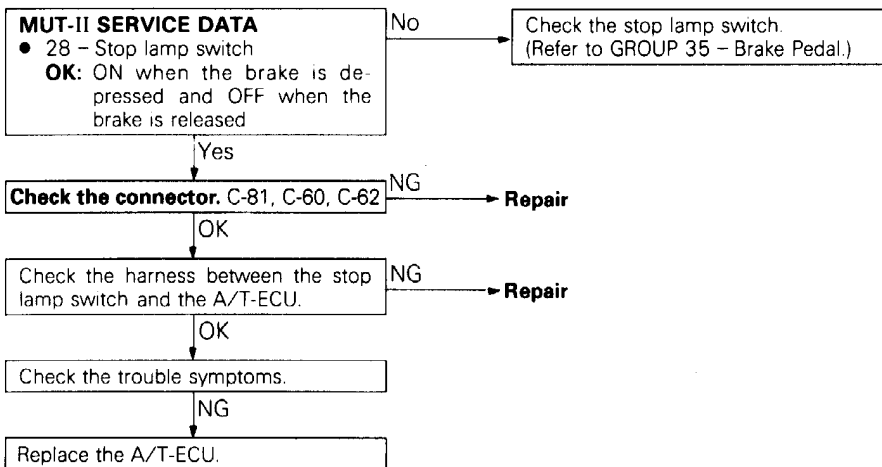 MUT-II SERVICE DATA
● 28 – Stop lamp switch
OK: ON when the brake is de-
pressed and OFF when the
brake is released
No
Check the stop lamp switch.
(Refer to GROUP 35 – Brake Pedal.)
Yes
Check the connector. C-81, C-60, C-62
NG
Repair
OK
Check the harness between the stop
lamp switch and the A/T-ECU.
NG
Repair
OK
Check the trouble symptoms.
NG
Replace the A/T-ECU.